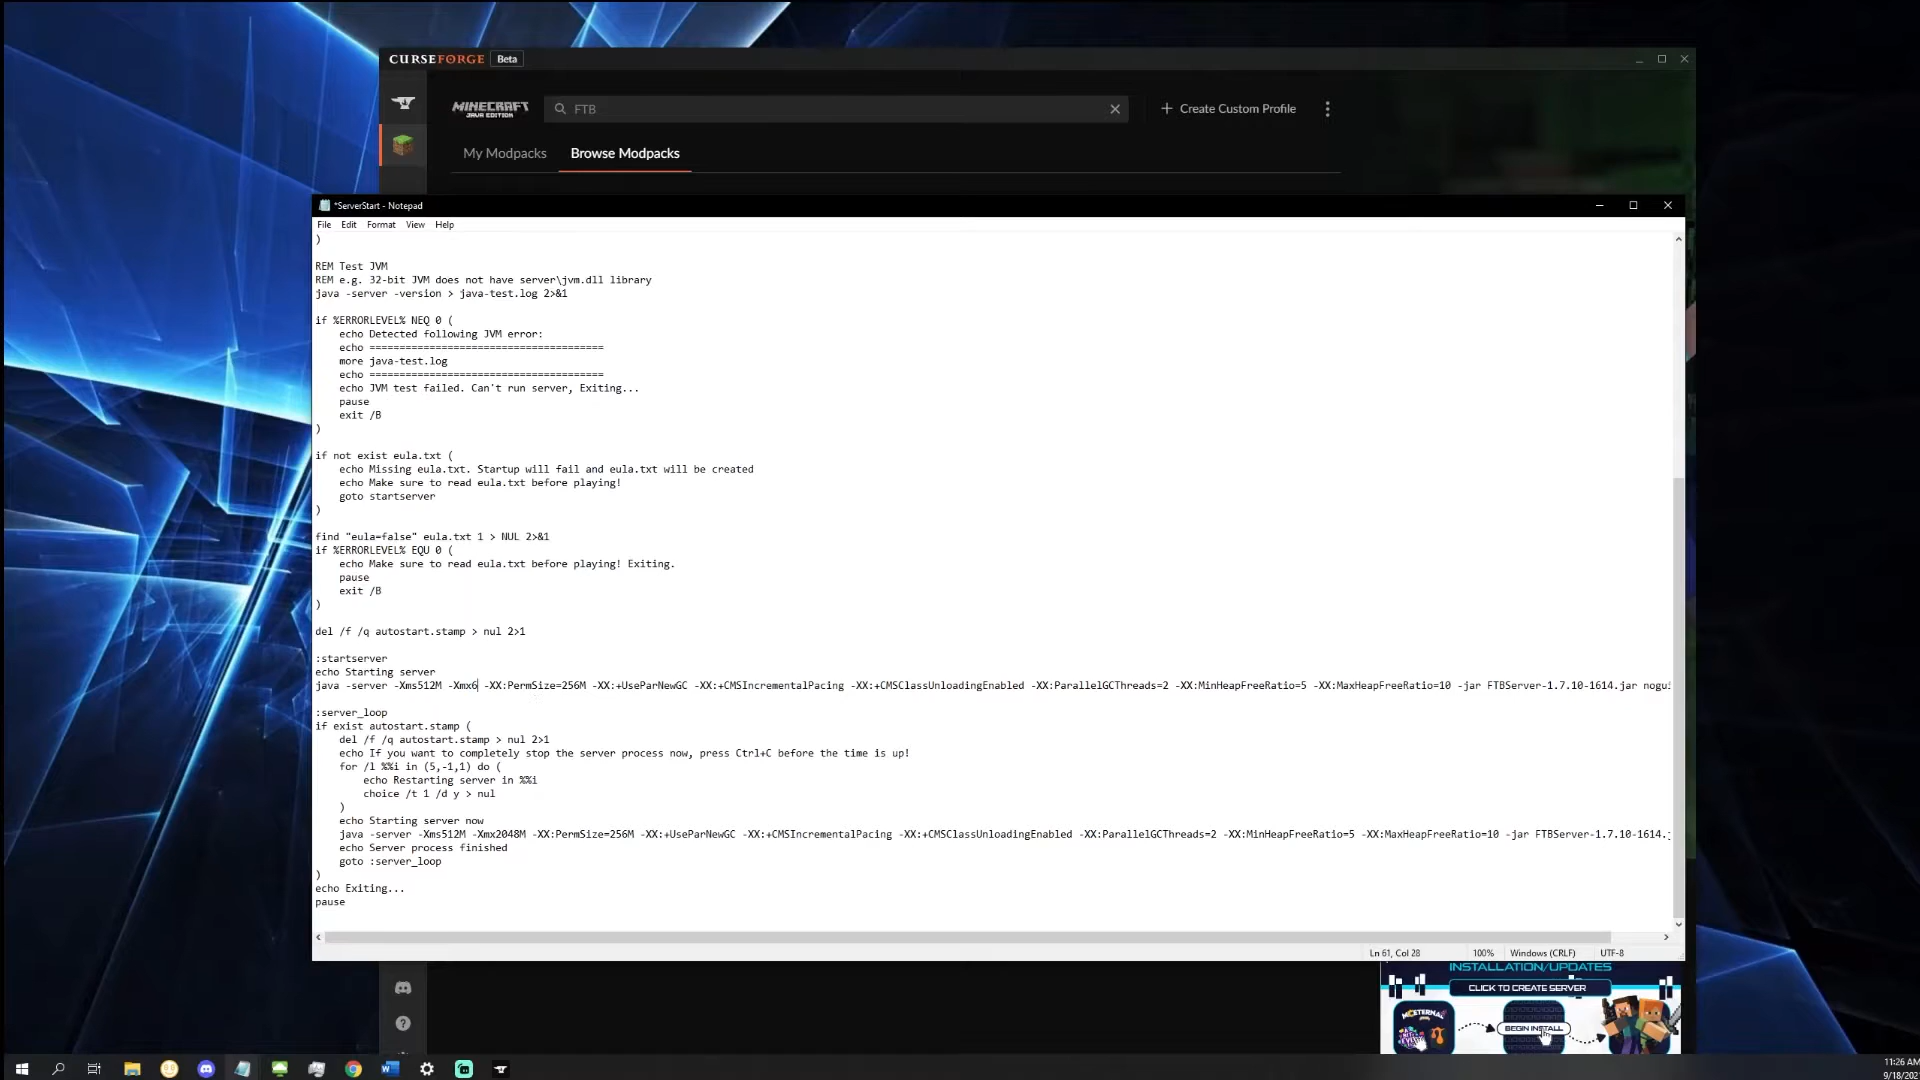 CURSEFORGE Beta
MINECRAFT
JAVA EDITION
FTB
Create Custom Profile
My Modpacks Browse Modpacks
*ServerStart - Notepad
File Edit Format View Help
)
REM Test JVM
REM e.g. 32-bit JVM does not have server\jvm.dll library
java -server -version > java-test.log 2>&1
if %ERRORLEVEL% NEQ 0 (
echo Detected following JVM error:
echo =======================================
more java-test.log
echo =======================================
echo JVM test failed. Can't run server, Exiting...
pause
exit /B
)
if not exist eula.txt (
echo Missing eula.txt. Startup will fail and eula.txt will be created
echo Make sure to read eula.txt before playing!
goto startserver
)
find "eula=false" eula.txt 1 > NUL 2>&1
if %ERRORLEVEL% EQU 0 (
echo Make sure to read eula.txt before playing! Exiting.
pause
exit /B
)
del /f /q autostart.stamp > nul 2>1
:startserver
echo Starting server
java -server -Xms512M -Xmx6 -XX:PermSize=256M -XX:+UseParNewGC -XX:+CMSIncrementalPacing -XX:+CMSClassUnloadingEnabled -XX:ParallelGCThreads=2 -XX:MinHeapFreeRatio=5 -XX:MaxHeapFreeRatio=10 -jar FTBServer-1.7.10-1614.jar nogui
:server_loop
if exist autostart.stamp (
del /f /q autostart.stamp > nul 2>1
echo If you want to completely stop the server process now, press Ctrl+C before the time is up!
for /l %%i in (5,-1,1) do (
echo Restarting server in %%i
choice /t 1 /d y > nul
)
echo Starting server now
java -server -Xms512M -Xmx2048M -XX:PermSize=256M -XX:+UseParNewGC -XX:+CMSIncrementalPacing -XX:+CMSClassUnloadingEnabled -XX:ParallelGCThreads=2 -XX:MinHeapFreeRatio=5 -XX:MaxHeapFreeRatio=10 -jar FTBServer-1.7.10-1614.j
echo Server process finished
goto :server_loop
)
echo Exiting...
pause
Ln 61, Col 28 100% Windows (CRLF) UTF-8
INSTALLATION/UPDATES
CLICK TO CREATE SERVER
MCETERNAL
BEGIN INSTALL
11:26 AM
9/18/202